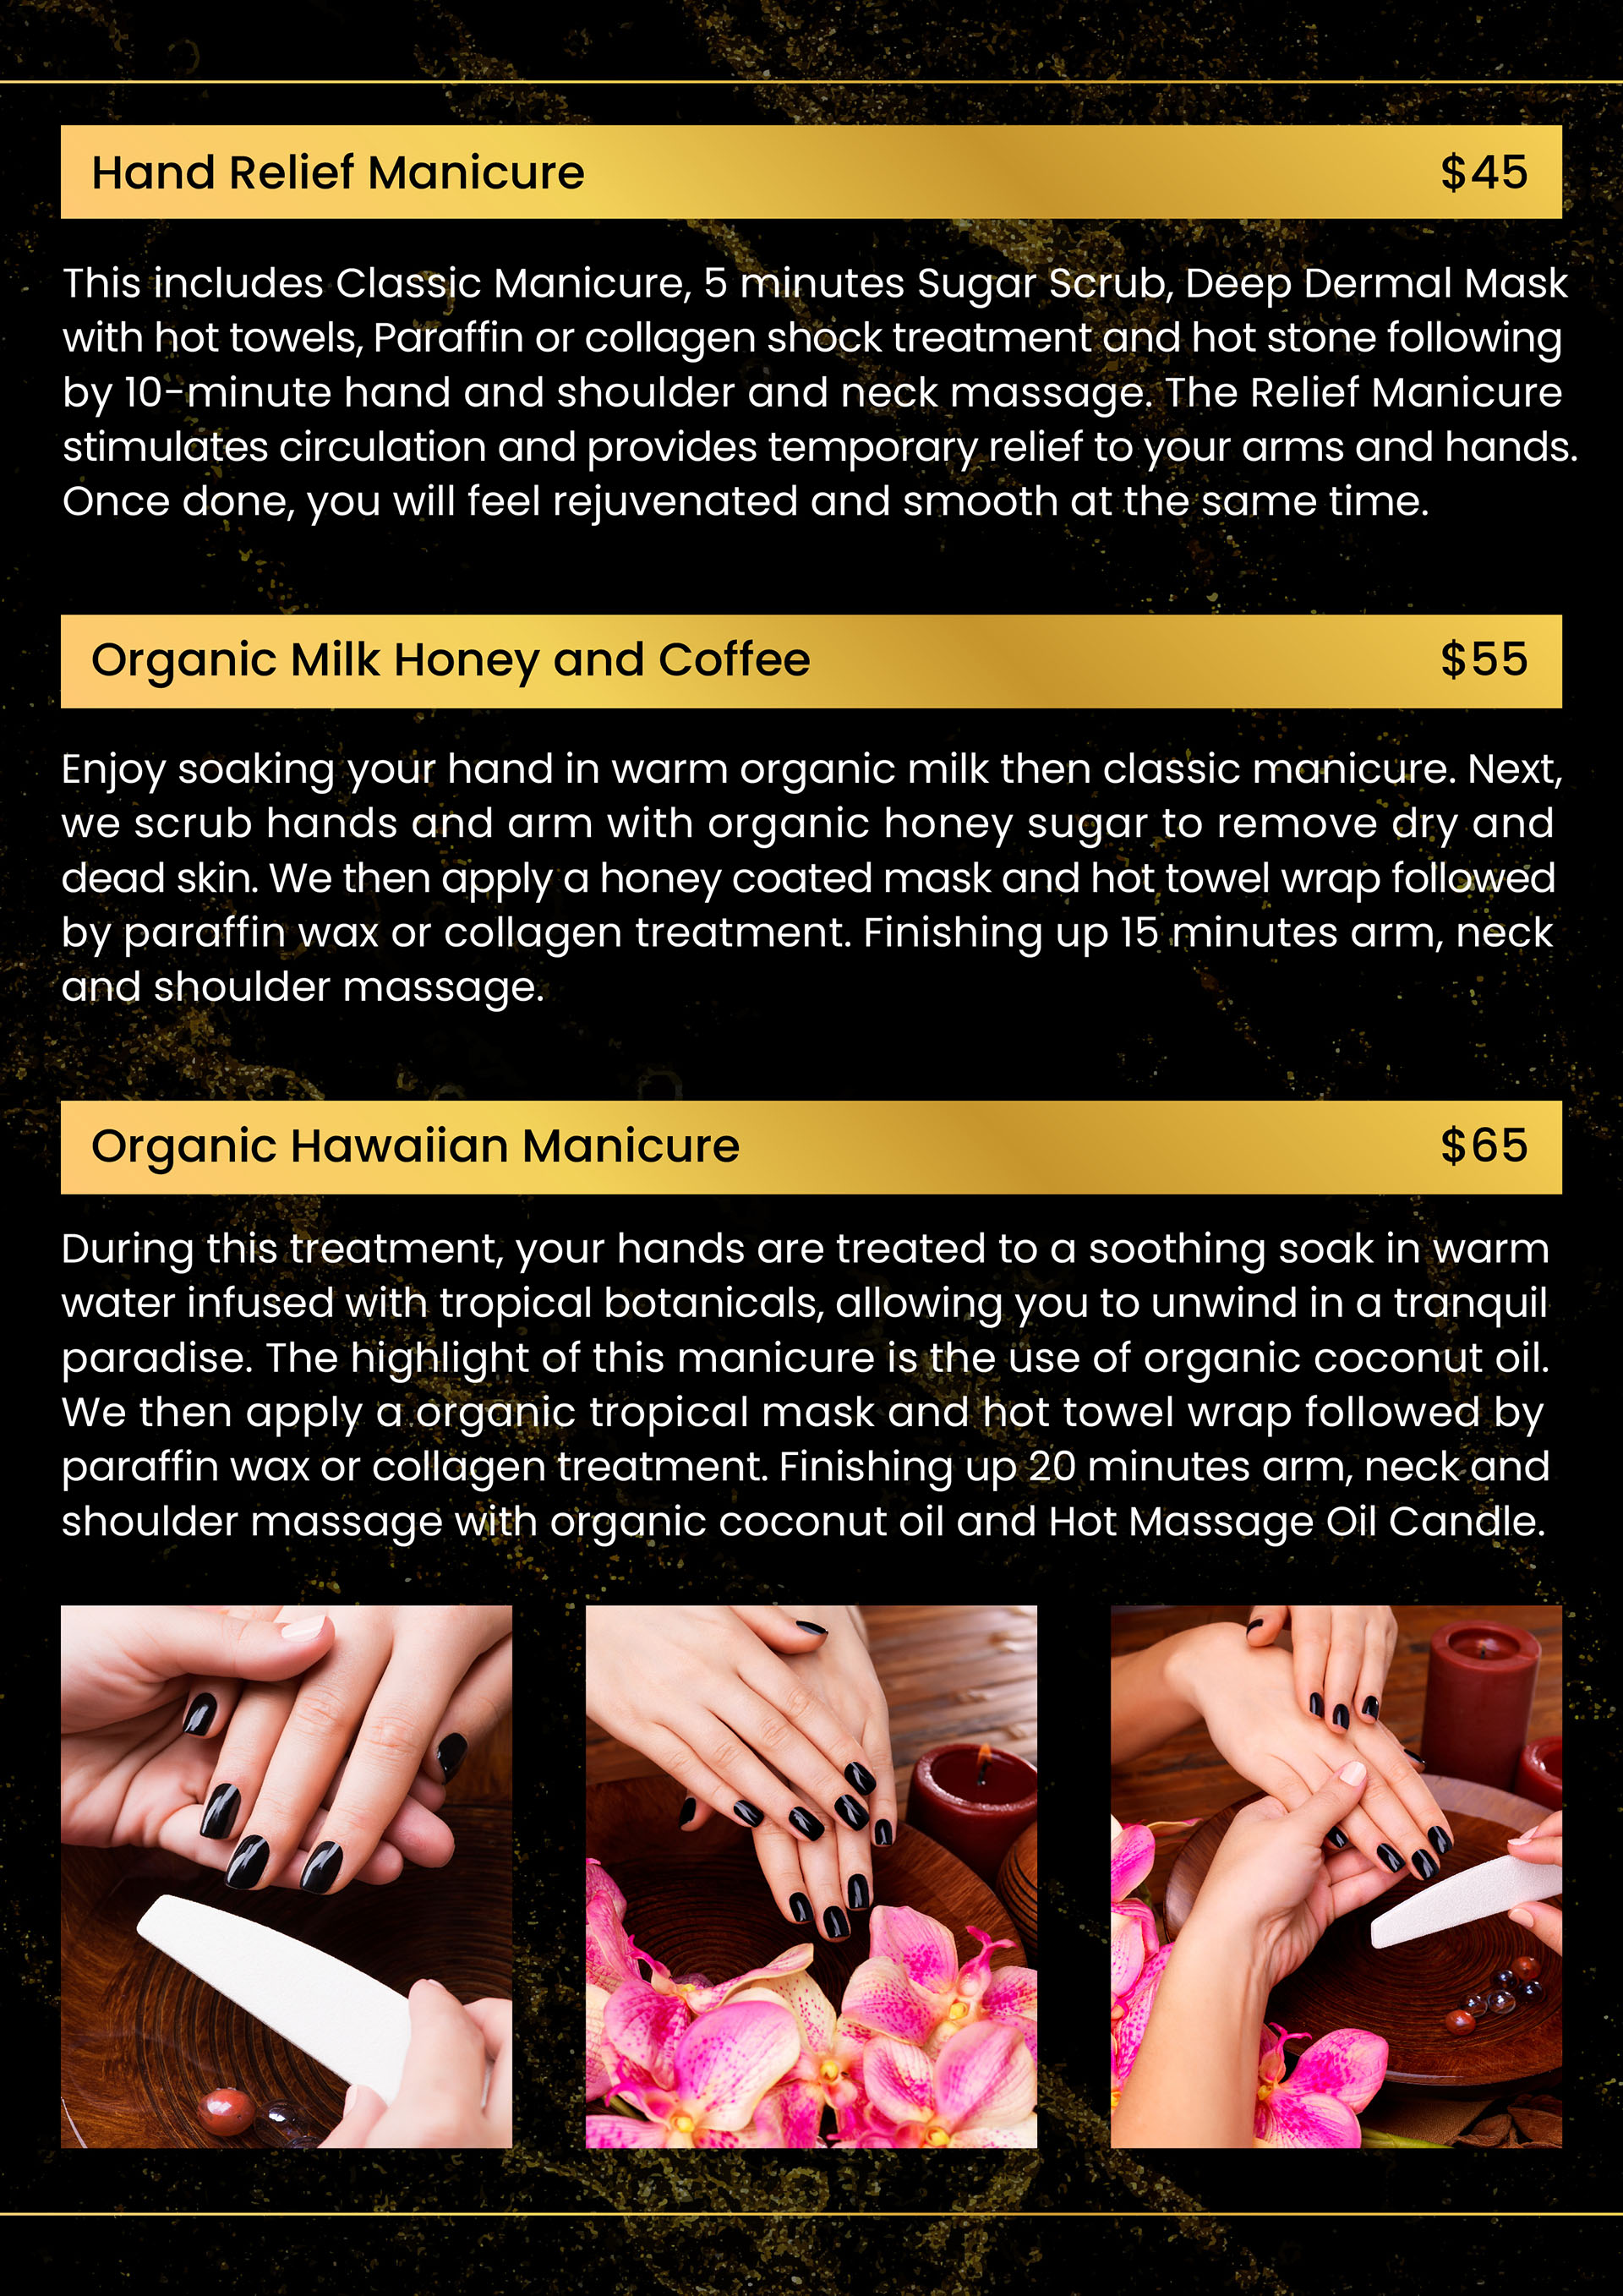 Hand Relief Manicure $45
This includes Classic Manicure, 5 minutes Sugar Scrub, Deep Dermal Mask
with hot towels, Paraffin or collagen shock treatment and hot stone following
by 10-minute hand and shoulder and neck massage. The Relief Manicure
stimulates circulation and provides temporary relief to your arms and hands.
Once done, you will feel rejuvenated and smooth at the same time.
Organic Milk Honey and Coffee $55
Enjoy soaking your hand in warm organic milk then classic manicure. Next,
we scrub hands and arm with organic honey sugar to remove dry and
dead skin. We then apply a honey coated mask and hot towel wrap followed
by paraffin wax or collagen treatment. Finishing up 15 minutes arm, neck
and shoulder massage.
Organic Hawaiian Manicure $65
During this treatment, your hands are treated to a soothing soak in warm
water infused with tropical botanicals, allowing you to unwind in a tranquil
paradise. The highlight of this manicure is the use of organic coconut oil.
We then apply a organic tropical mask and hot towel wrap followed by
paraffin wax or collagen treatment. Finishing up 20 minutes arm, neck and
shoulder massage with organic coconut oil and Hot Massage Oil Candle.